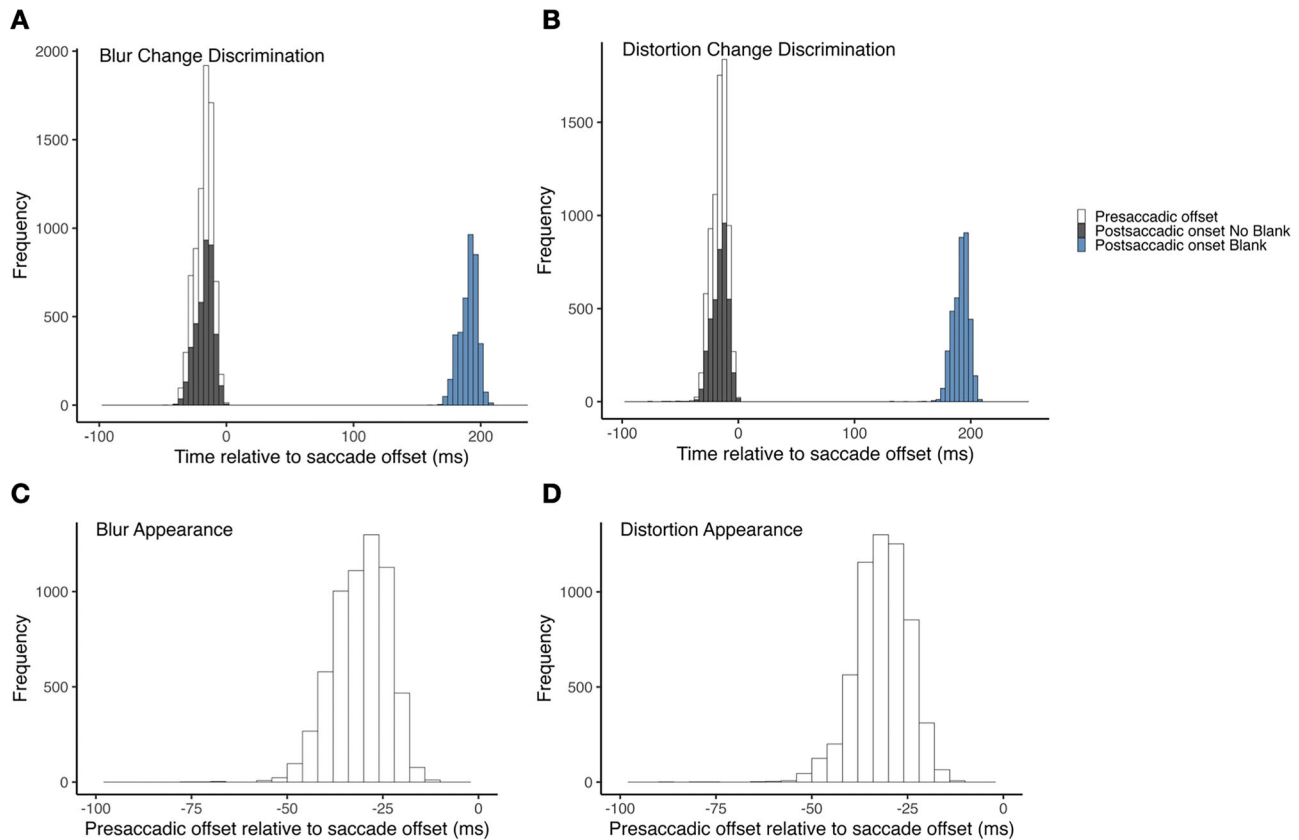 A
Blur Change Discrimination
2000
1500
1000
500
0
Frequency
-100
0
100
200
Time relative to saccade offset (ms)
B
Distortion Change Discrimination
1500
1000
500
0
Frequency
-100
0
100
200
Time relative to saccade offset (ms)
Presaccadic offset
Postsaccadic onset No Blank
Postsaccadic onset Blank
C
Blur Appearance
1000
500
0
Frequency
-100
-75
-50
-25
0
Presaccadic offset relative to saccade offset (ms)
D
Distortion Appearance
1000
500
0
Frequency
-100
-75
-50
-25
0
Presaccadic offset relative to saccade offset (ms)